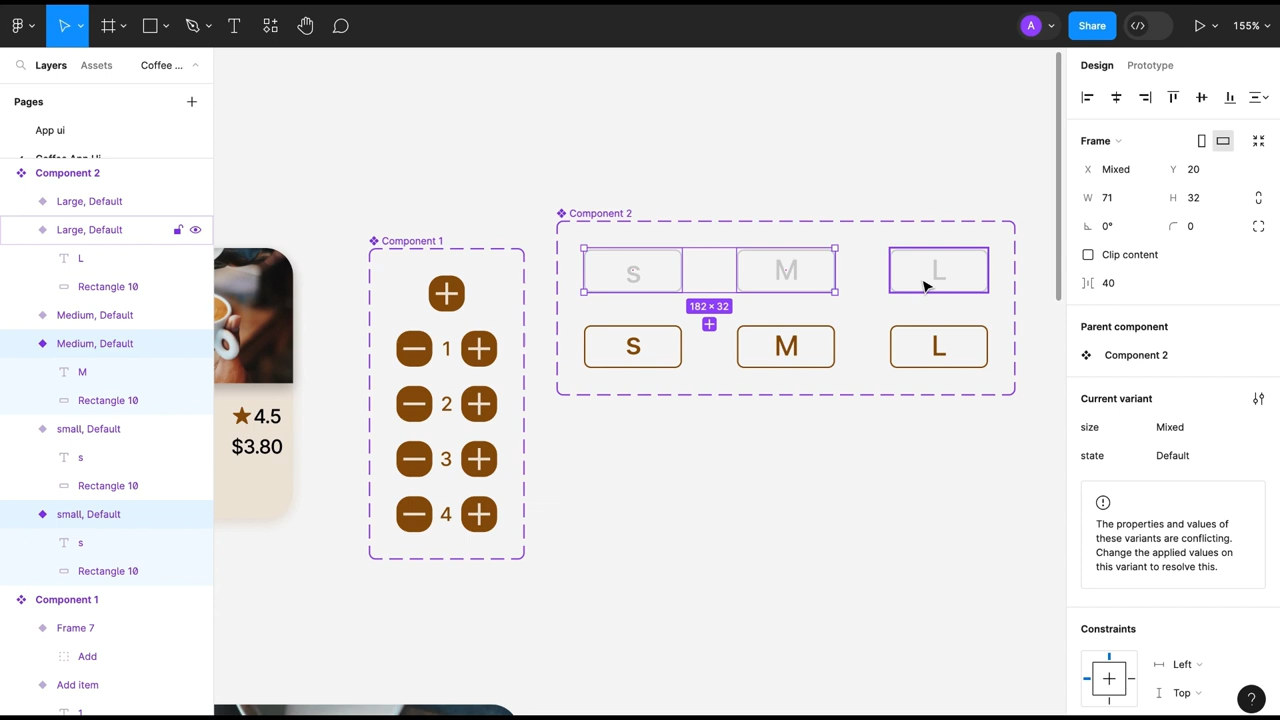 A
Share
155%
Layers
Assets
Coffee ...
Pages
App ui
Coffee App Ui
Component 2
Large, Default
Large, Default
L
Rectangle 10
Medium, Default
Medium, Default
M
Rectangle 10
small, Default
s
Rectangle 10
small, Default
s
Rectangle 10
Component 1
Frame 7
Add
Add item
1
4.5
$3.80
Component 1
1
2
3
4
Component 2
s
M
L
182 × 32
S
M
L
Design
Prototype
Frame
X Mixed
Y 20
W 71
H 32
0°
0
Clip content
40
Parent component
Component 2
Current variant
size Mixed
state Default
The properties and values of
these variants are conflicting.
Change the applied values on
this variant to resolve this.
Constraints
Left
Top
?